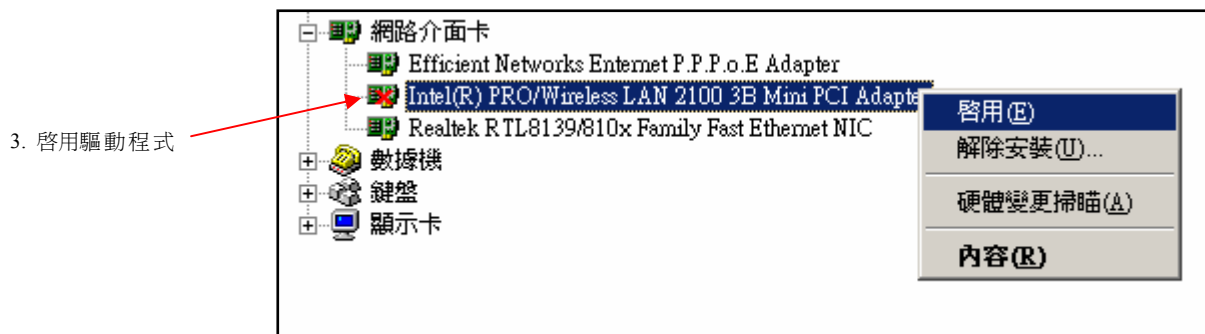 網路介面卡
Efficient Networks Enternet P.P.P.o.E Adapter
Intel(R) PRO/Wireless LAN 2100 3B Mini PCI Adapte
Realtek RTL8139/810x Family Fast Ethernet NIC
數據機
鍵盤
顯示卡
啓用(E)
解除安裝(U)...
硬體變更掃瞄(A)
內容(R)
3. 啓用驅動程式